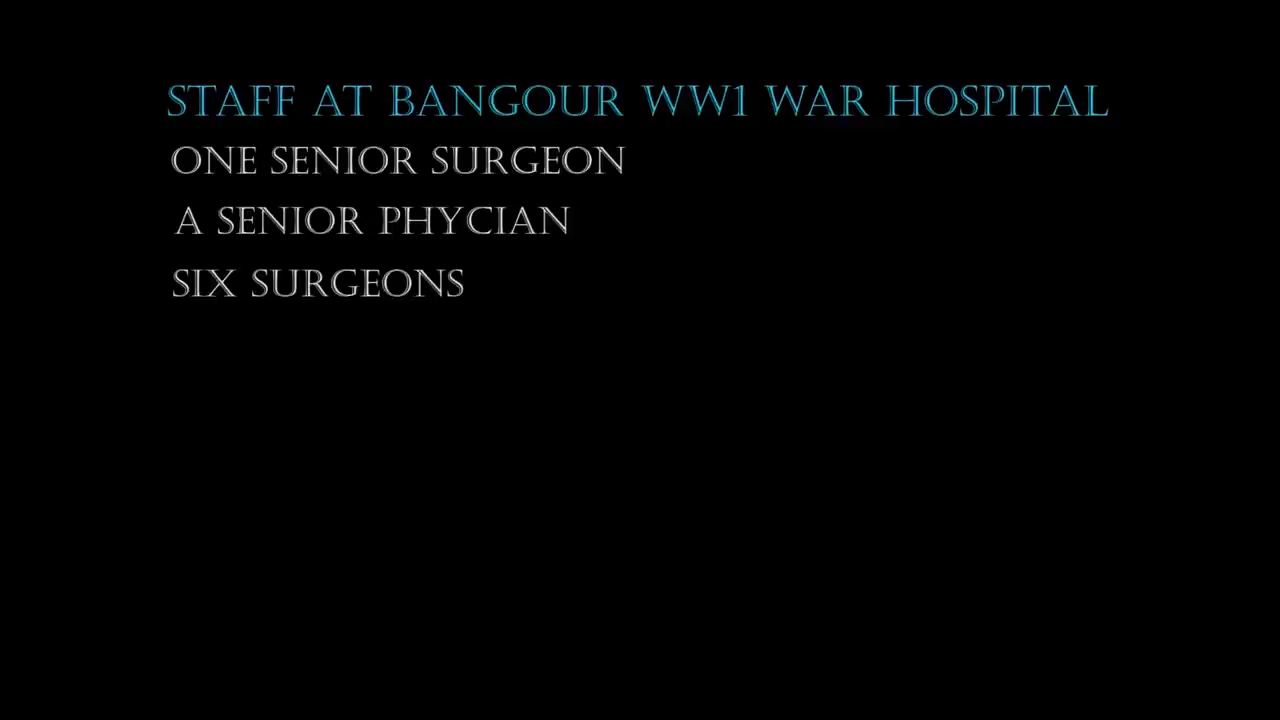 STAFF AT BANGOUR WW1 WAR HOSPITAL
ONE SENIOR SURGEON
A SENIOR PHYCIAN
SIX SURGEONS